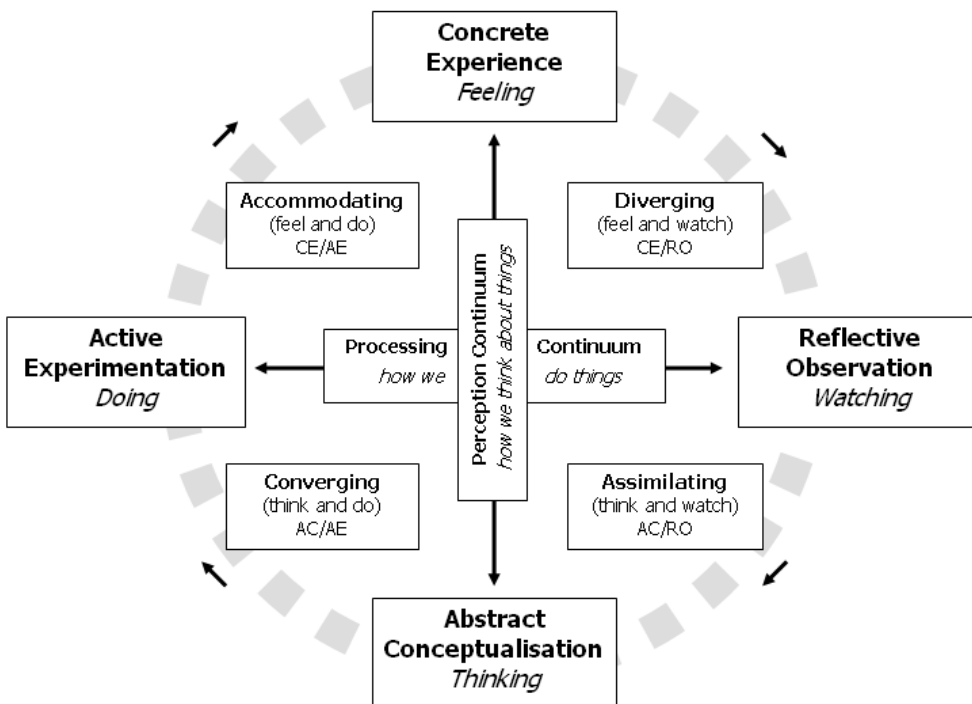 Concrete
Experience
Feeling
Accommodating
(feel and do)
CE/AE
Diverging
(feel and watch)
CE/RO
Active
Experimentation
Doing
Processing
how we
Perception Continuum
how we think about things
Continuum
do things
Reflective
Observation
Watching
Converging
(think and do)
AC/AE
Assimilating
(think and watch)
AC/RO
Abstract
Conceptualisation
Thinking